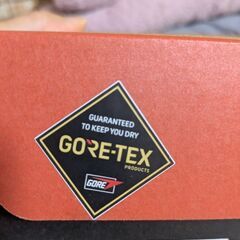 GUARANTEED
TO KEEP YOU DRY
GORE-TEX
PRODUCTS
GORE